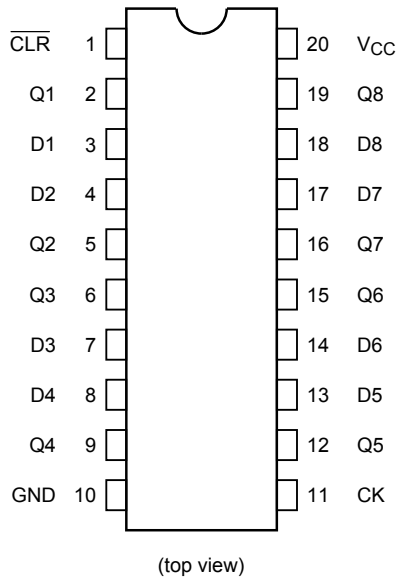 C̅L̅R̅ 1 20 VCC
Q1 2 19 Q8
D1 3 18 D8
D2 4 17 D7
Q2 5 16 Q7
Q3 6 15 Q6
D3 7 14 D6
D4 8 13 D5
Q4 9 12 Q5
GND 10 11 CK
(top view)